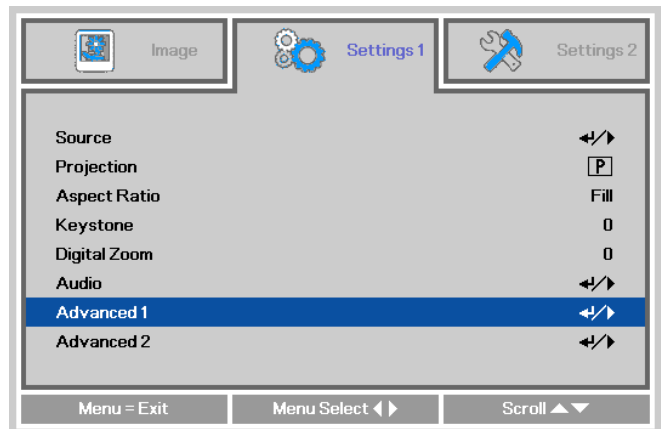 Image Settings 1 Settings 2
Source ↵/▶
Projection P
Aspect Ratio Fill
Keystone 0
Digital Zoom 0
Audio ↵/▶
Advanced 1 ↵/▶
Advanced 2 ↵/▶
Menu = Exit Menu Select ◀▶ Scroll ▲▼